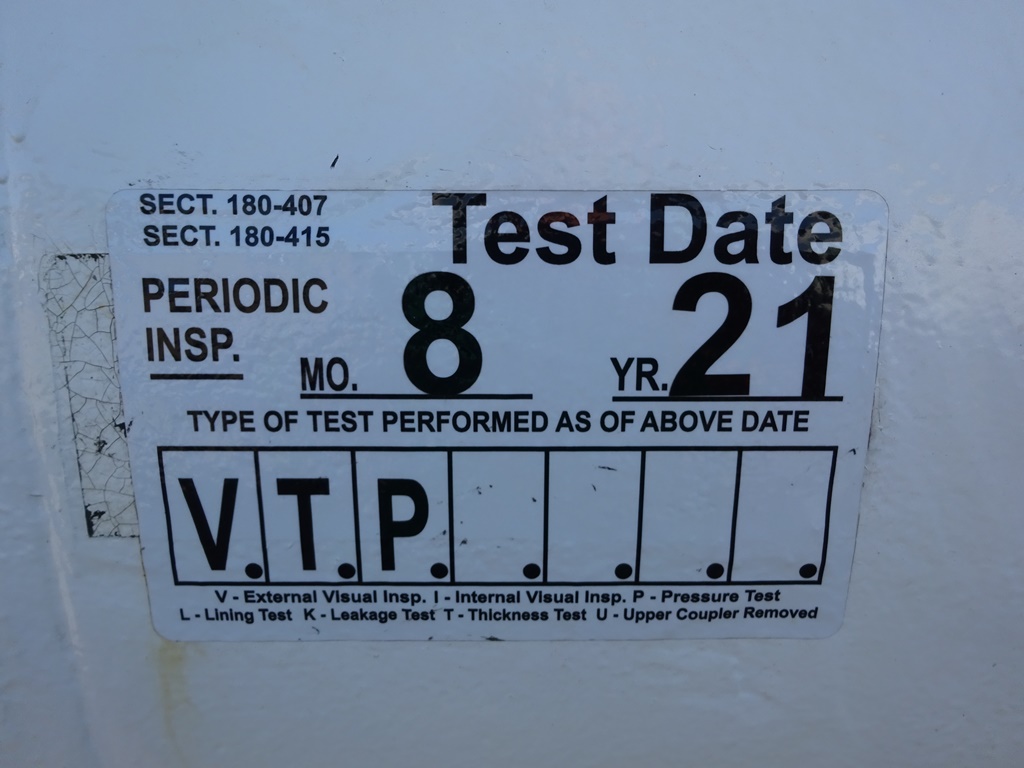 SECT. 180-407
SECT. 180-415
Test Date
PERIODIC
INSP.
MO. 8 YR. 21
TYPE OF TEST PERFORMED AS OF ABOVE DATE
V. T. P. . . . .
V - External Visual Insp. I - Internal Visual Insp. P - Pressure Test
L - Lining Test K - Leakage Test T - Thickness Test U - Upper Coupler Removed